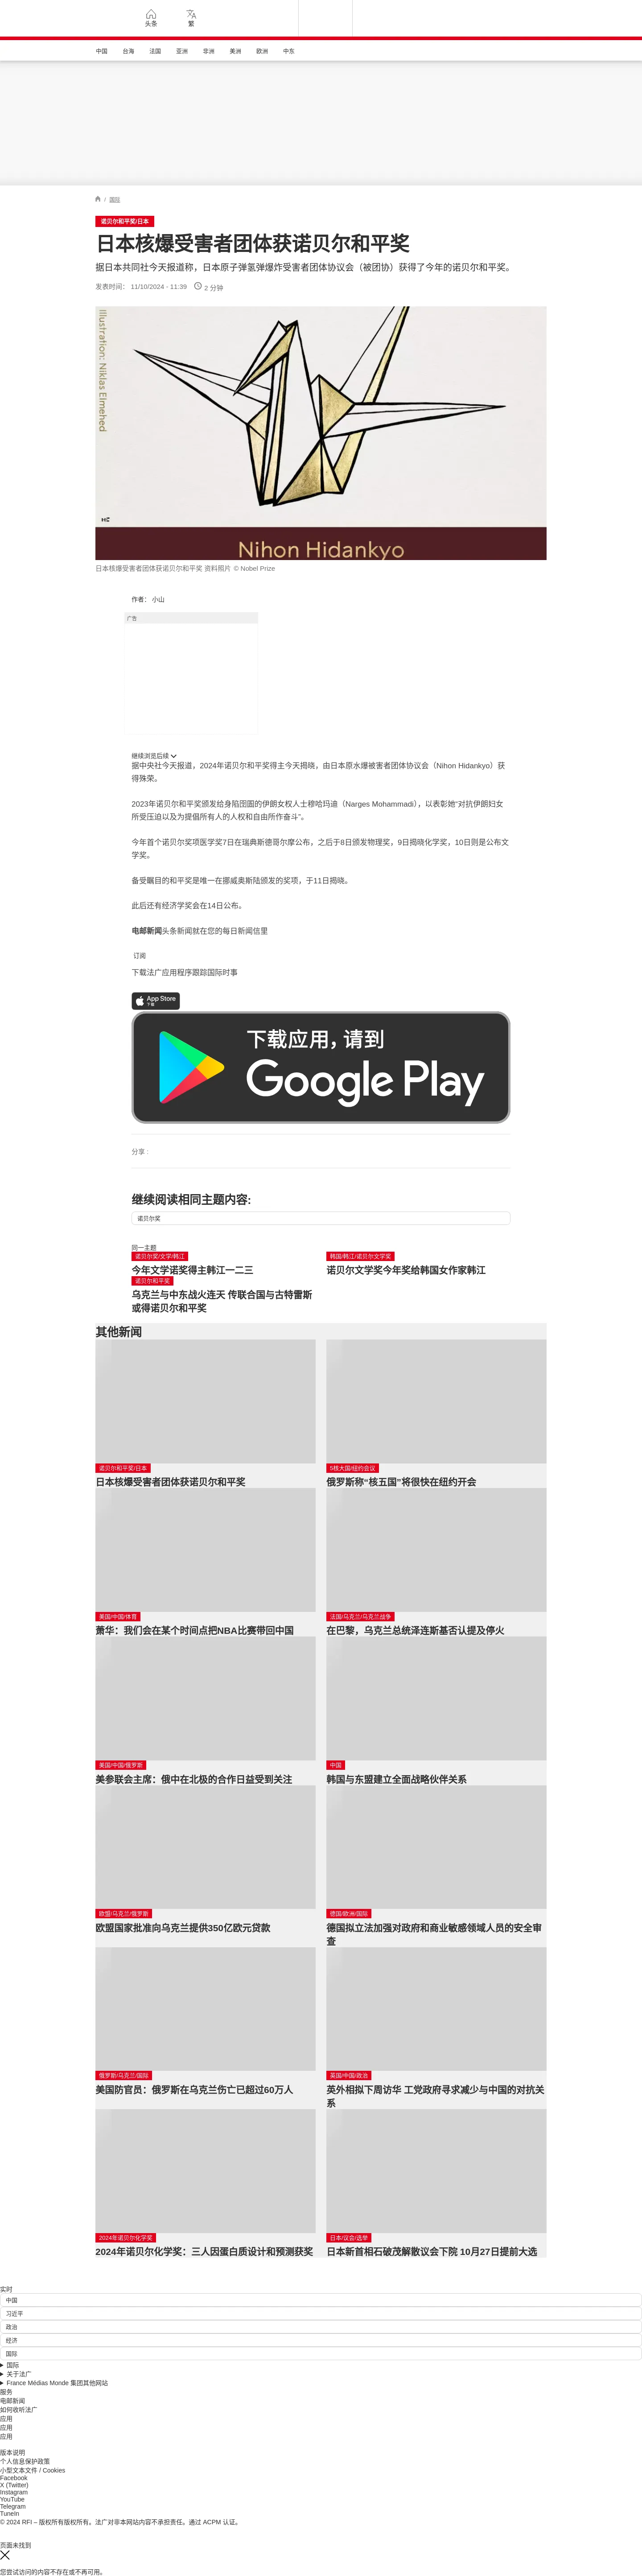 头条
繁
中国
台海
法国
亚洲
非洲
美洲
欧洲
中东
/ 国际
诺贝尔和平奖/日本
日本核爆受害者团体获诺贝尔和平奖
据日本共同社今天报道称，日本原子弹氢弹爆炸受害者团体协议会（被团协）获得了今年的诺贝尔和平奖。
发表时间： 11/10/2024 - 11:39
2 分钟
Illustration: Niklas Elmehed
Nihon Hidankyo
日本核爆受害者团体获诺贝尔和平奖 资料照片 © Nobel Prize
作者： 小山
广告
继续浏览后续
据中央社今天报道，2024年诺贝尔和平奖得主今天揭晓，由日本原水爆被害者团体协议会（Nihon Hidankyo）获
得殊荣。
2023年诺贝尔和平奖颁发给身陷囹圄的伊朗女权人士穆哈玛迪（Narges Mohammadi），以表彰她“对抗伊朗妇女
所受压迫以及为提倡所有人的人权和自由所作奋斗”。
今年首个诺贝尔奖项医学奖7日在瑞典斯德哥尔摩公布，之后于8日颁发物理奖，9日揭晓化学奖，10日则是公布文
学奖。
备受瞩目的和平奖是唯一在挪威奥斯陆颁发的奖项，于11日揭晓。
此后还有经济学奖会在14日公布。
电邮新闻头条新闻就在您的每日新闻信里
订阅
下载法广应用程序跟踪国际时事
App Store
下载
下载应用，请到
Google Play
分享 :
继续阅读相同主题内容:
诺贝尔奖
同一主题
诺贝尔奖/文学/韩江
今年文学诺奖得主韩江一二三
韩国/韩江/诺贝尔文学奖
诺贝尔文学奖今年奖给韩国女作家韩江
诺贝尔和平奖
乌克兰与中东战火连天 传联合国与古特雷斯
或得诺贝尔和平奖
其他新闻
诺贝尔和平奖/日本
日本核爆受害者团体获诺贝尔和平奖
5核大国/纽约会议
俄罗斯称“核五国”将很快在纽约开会
美国/中国/体育
萧华：我们会在某个时间点把NBA比赛带回中国
法国/乌克兰/乌克兰战争
在巴黎，乌克兰总统泽连斯基否认提及停火
美国/中国/俄罗斯
美参联会主席：俄中在北极的合作日益受到关注
中国
韩国与东盟建立全面战略伙伴关系
欧盟/乌克兰/俄罗斯
欧盟国家批准向乌克兰提供350亿欧元贷款
德国/欧洲/国际
德国拟立法加强对政府和商业敏感领域人员的安全审
查
俄罗斯/乌克兰/国际
美国防官员：俄罗斯在乌克兰伤亡已超过60万人
英国/中国/政治
英外相拟下周访华 工党政府寻求减少与中国的对抗关
系
2024年诺贝尔化学奖
2024年诺贝尔化学奖：三人因蛋白质设计和预测获奖
日本/议会/选举
日本新首相石破茂解散议会下院 10月27日提前大选
实时
中国
习近平
政治
经济
国际
国际
关于法广
France Médias Monde 集团其他网站
服务
电邮新闻
如何收听法广
应用
应用
应用
版本说明
个人信息保护政策
小型文本文件 / Cookies
Facebook
X (Twitter)
Instagram
YouTube
Telegram
TuneIn
© 2024 RFI – 版权所有版权所有。法广对非本网站内容不承担责任。通过 ACPM 认证。
页面未找到
您尝试访问的内容不存在或不再可用。